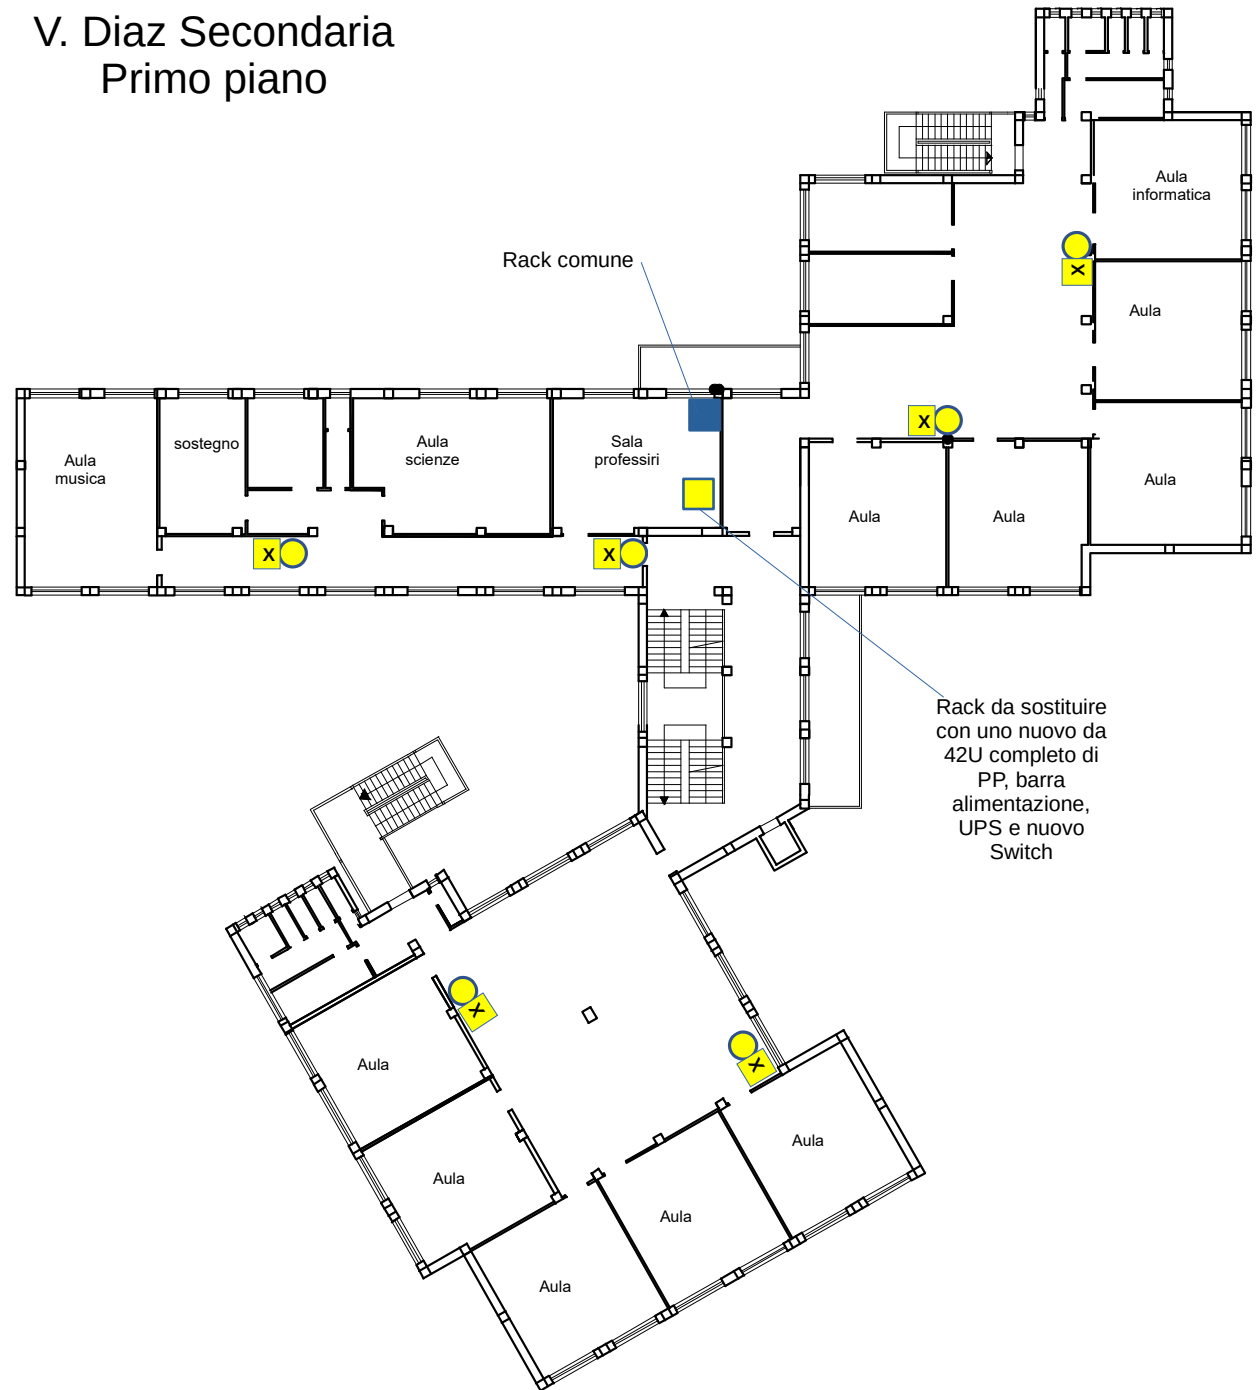 V. Diaz Secondaria
Primo piano
Aula
informatica
Rack comune
Aula
Aula
musica
sostegno
Aula
scienze
Sala
professiri
Aula
Aula
Aula
X
X
X
X
Rack da sostituire
con uno nuovo da
42U completo di
PP, barra
alimentazione,
UPS e nuovo
Switch
X
X
Aula
Aula
Aula
Aula
Aula